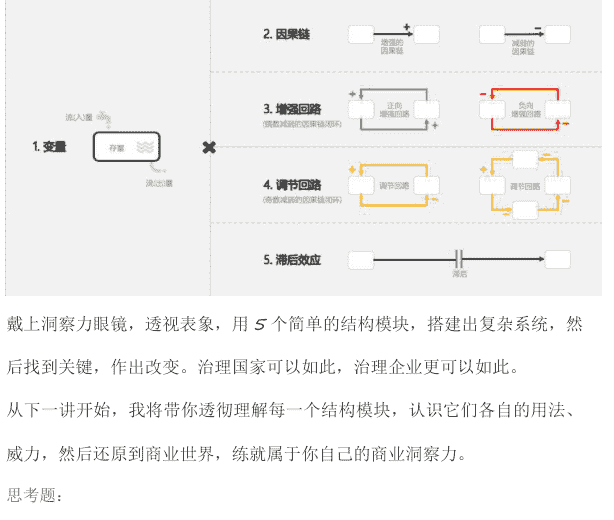 2. 因果链
+
增强的
因果链
−
减弱的
因果链
3. 增强回路
(偶数减弱的因果链闭环)
+
正向
增强回路
+
−
负向
增强回路
−
流(入)量
1. 变量
存量
流(出)量
×
4. 调节回路
(奇数减弱的因果链闭环)
+
调节回路
−
+
−
调节回路
−
−
5. 滞后效应
滞后
戴上洞察力眼镜，透视表象，用 5 个简单的结构模块，搭建出复杂系统，然
后找到关键，作出改变。治理国家可以如此，治理企业更可以如此。
从下一讲开始，我将带你透彻理解每一个结构模块，认识它们各自的用法、
威力，然后还原到商业世界，练就属于你自己的商业洞察力。
思考题：